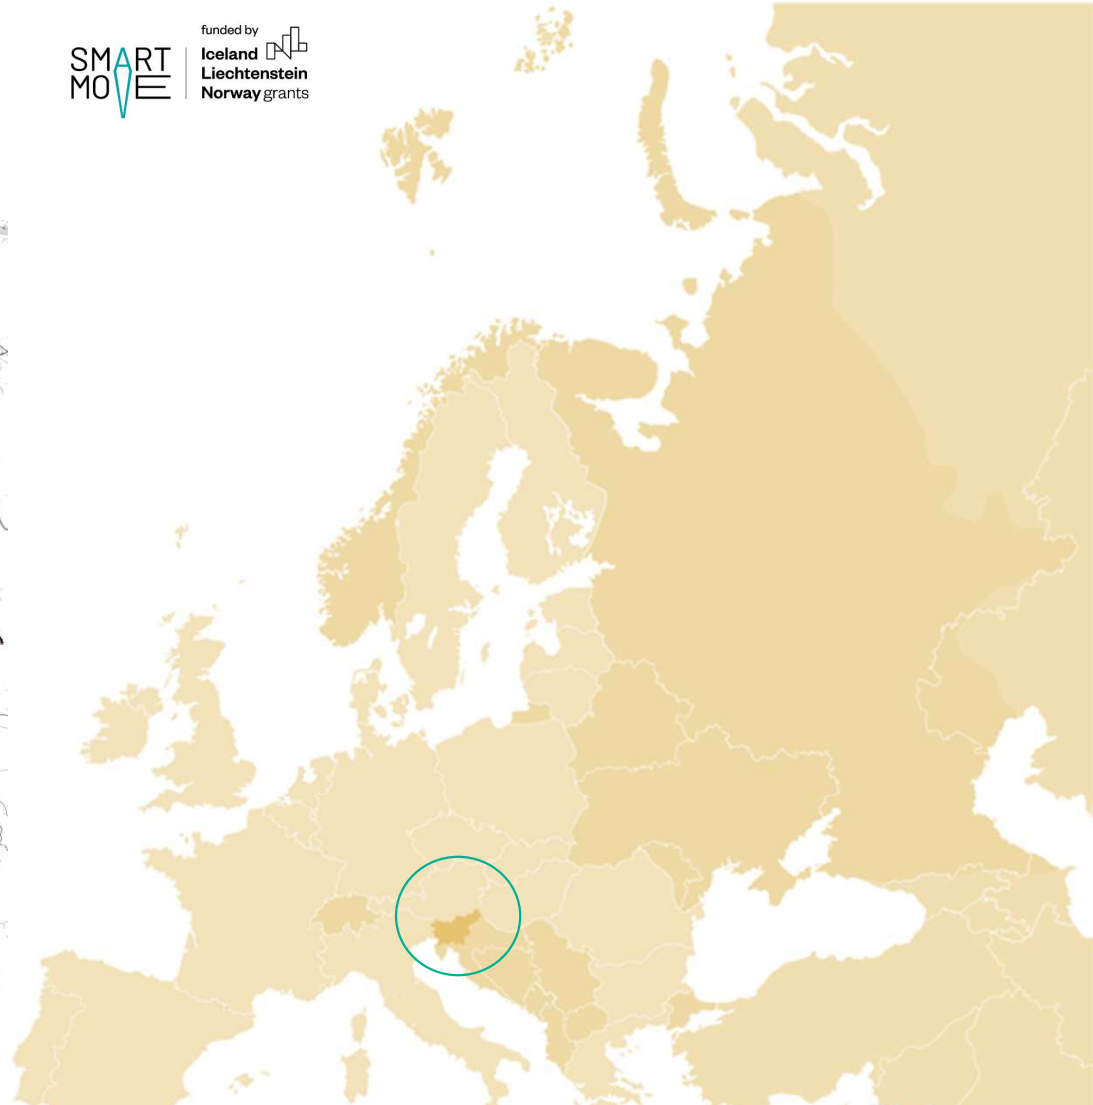 SMART
MOVE
funded by
Iceland
Liechtenstein
Norway grants